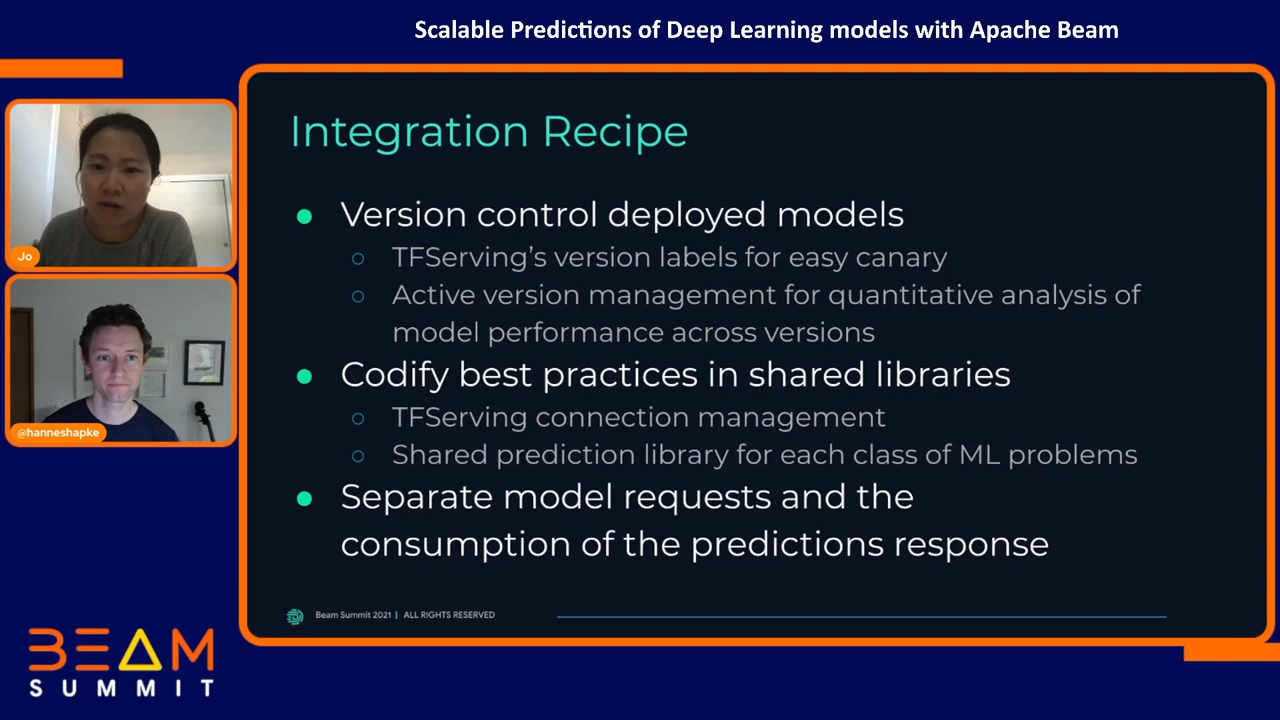 Scalable Predictions of Deep Learning models with Apache Beam
Jo
@hanneshapke
Integration Recipe
● Version control deployed models
○ TFServing's version labels for easy canary
○ Active version management for quantitative analysis of
model performance across versions
● Codify best practices in shared libraries
○ TFServing connection management
○ Shared prediction library for each class of ML problems
● Separate model requests and the
consumption of the predictions response
Beam Summit 2021 | ALL RIGHTS RESERVED
BEAM
SUMMIT